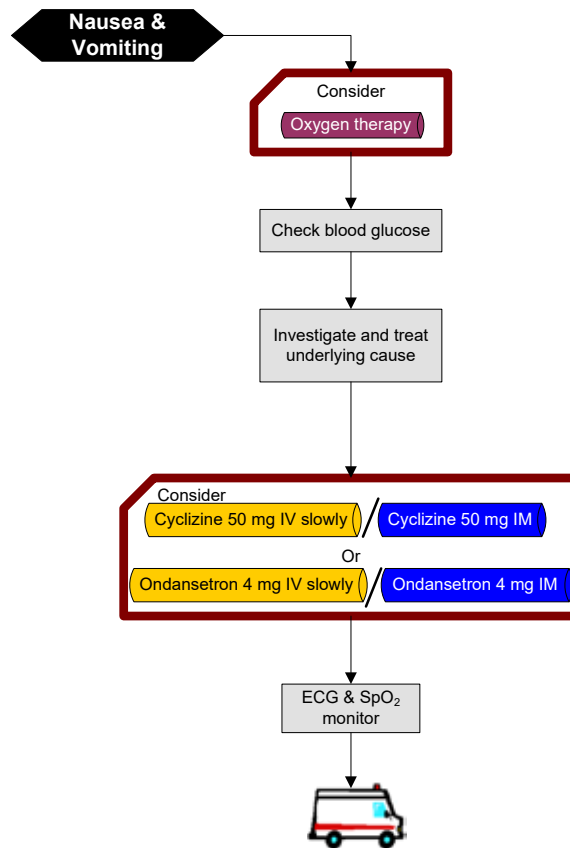 Nausea &
Vomiting
Consider
Oxygen therapy
Check blood glucose
Investigate and treat
underlying cause
Consider
Cyclizine 50 mg IV slowly / Cyclizine 50 mg IM
Or
Ondansetron 4 mg IV slowly / Ondansetron 4 mg IM
ECG & SpO₂
monitor